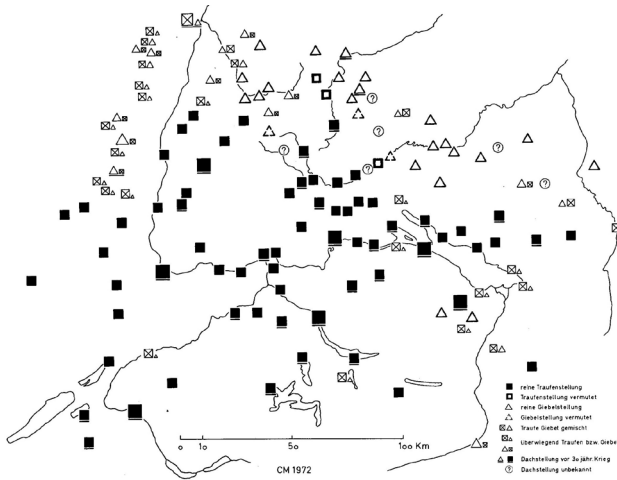 reine Traufenstellung
Traufenstellung vermutet
reine Giebelstellung
Giebelstellung vermutet
Traufe Giebel gemischt
überwiegend Traufen bzw. Giebel
Dachstellung vor 30 jähr. Krieg
? Dachstellung unbekannt
0 10 50 100 Km
CM 1972
?
?
?
?
?
?